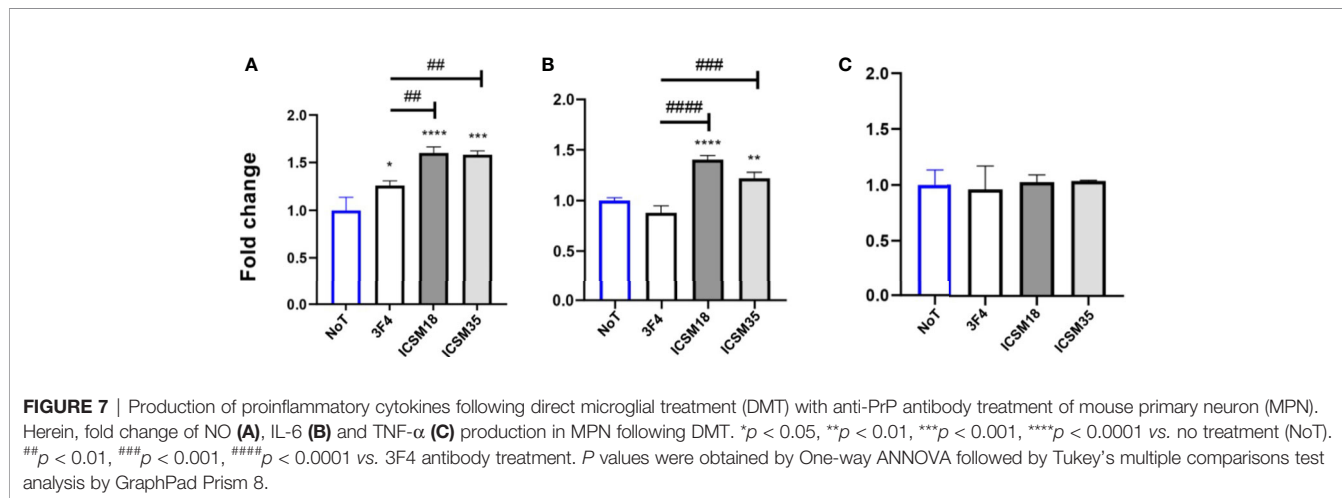 A
B
C
##
##
###
####
Fold change
2.0
1.5
1.0
0.5
0.0
*
****
***
NoT
3F4
ICSM18
ICSM35
2.0
1.5
1.0
0.5
0.0
****
**
NoT
3F4
ICSM18
ICSM35
2.0
1.5
1.0
0.5
0.0
NoT
3F4
ICSM18
ICSM35
FIGURE 7 | Production of proinflammatory cytokines following direct microglial treatment (DMT) with anti-PrP antibody treatment of mouse primary neuron (MPN).
Herein, fold change of NO (A), IL-6 (B) and TNF-α (C) production in MPN following DMT. *p < 0.05, **p < 0.01, ***p < 0.001, ****p < 0.0001 vs. no treatment (NoT).
##p < 0.01, ###p < 0.001, ####p < 0.0001 vs. 3F4 antibody treatment. P values were obtained by One-way ANNOVA followed by Tukey's multiple comparisons test
analysis by GraphPad Prism 8.